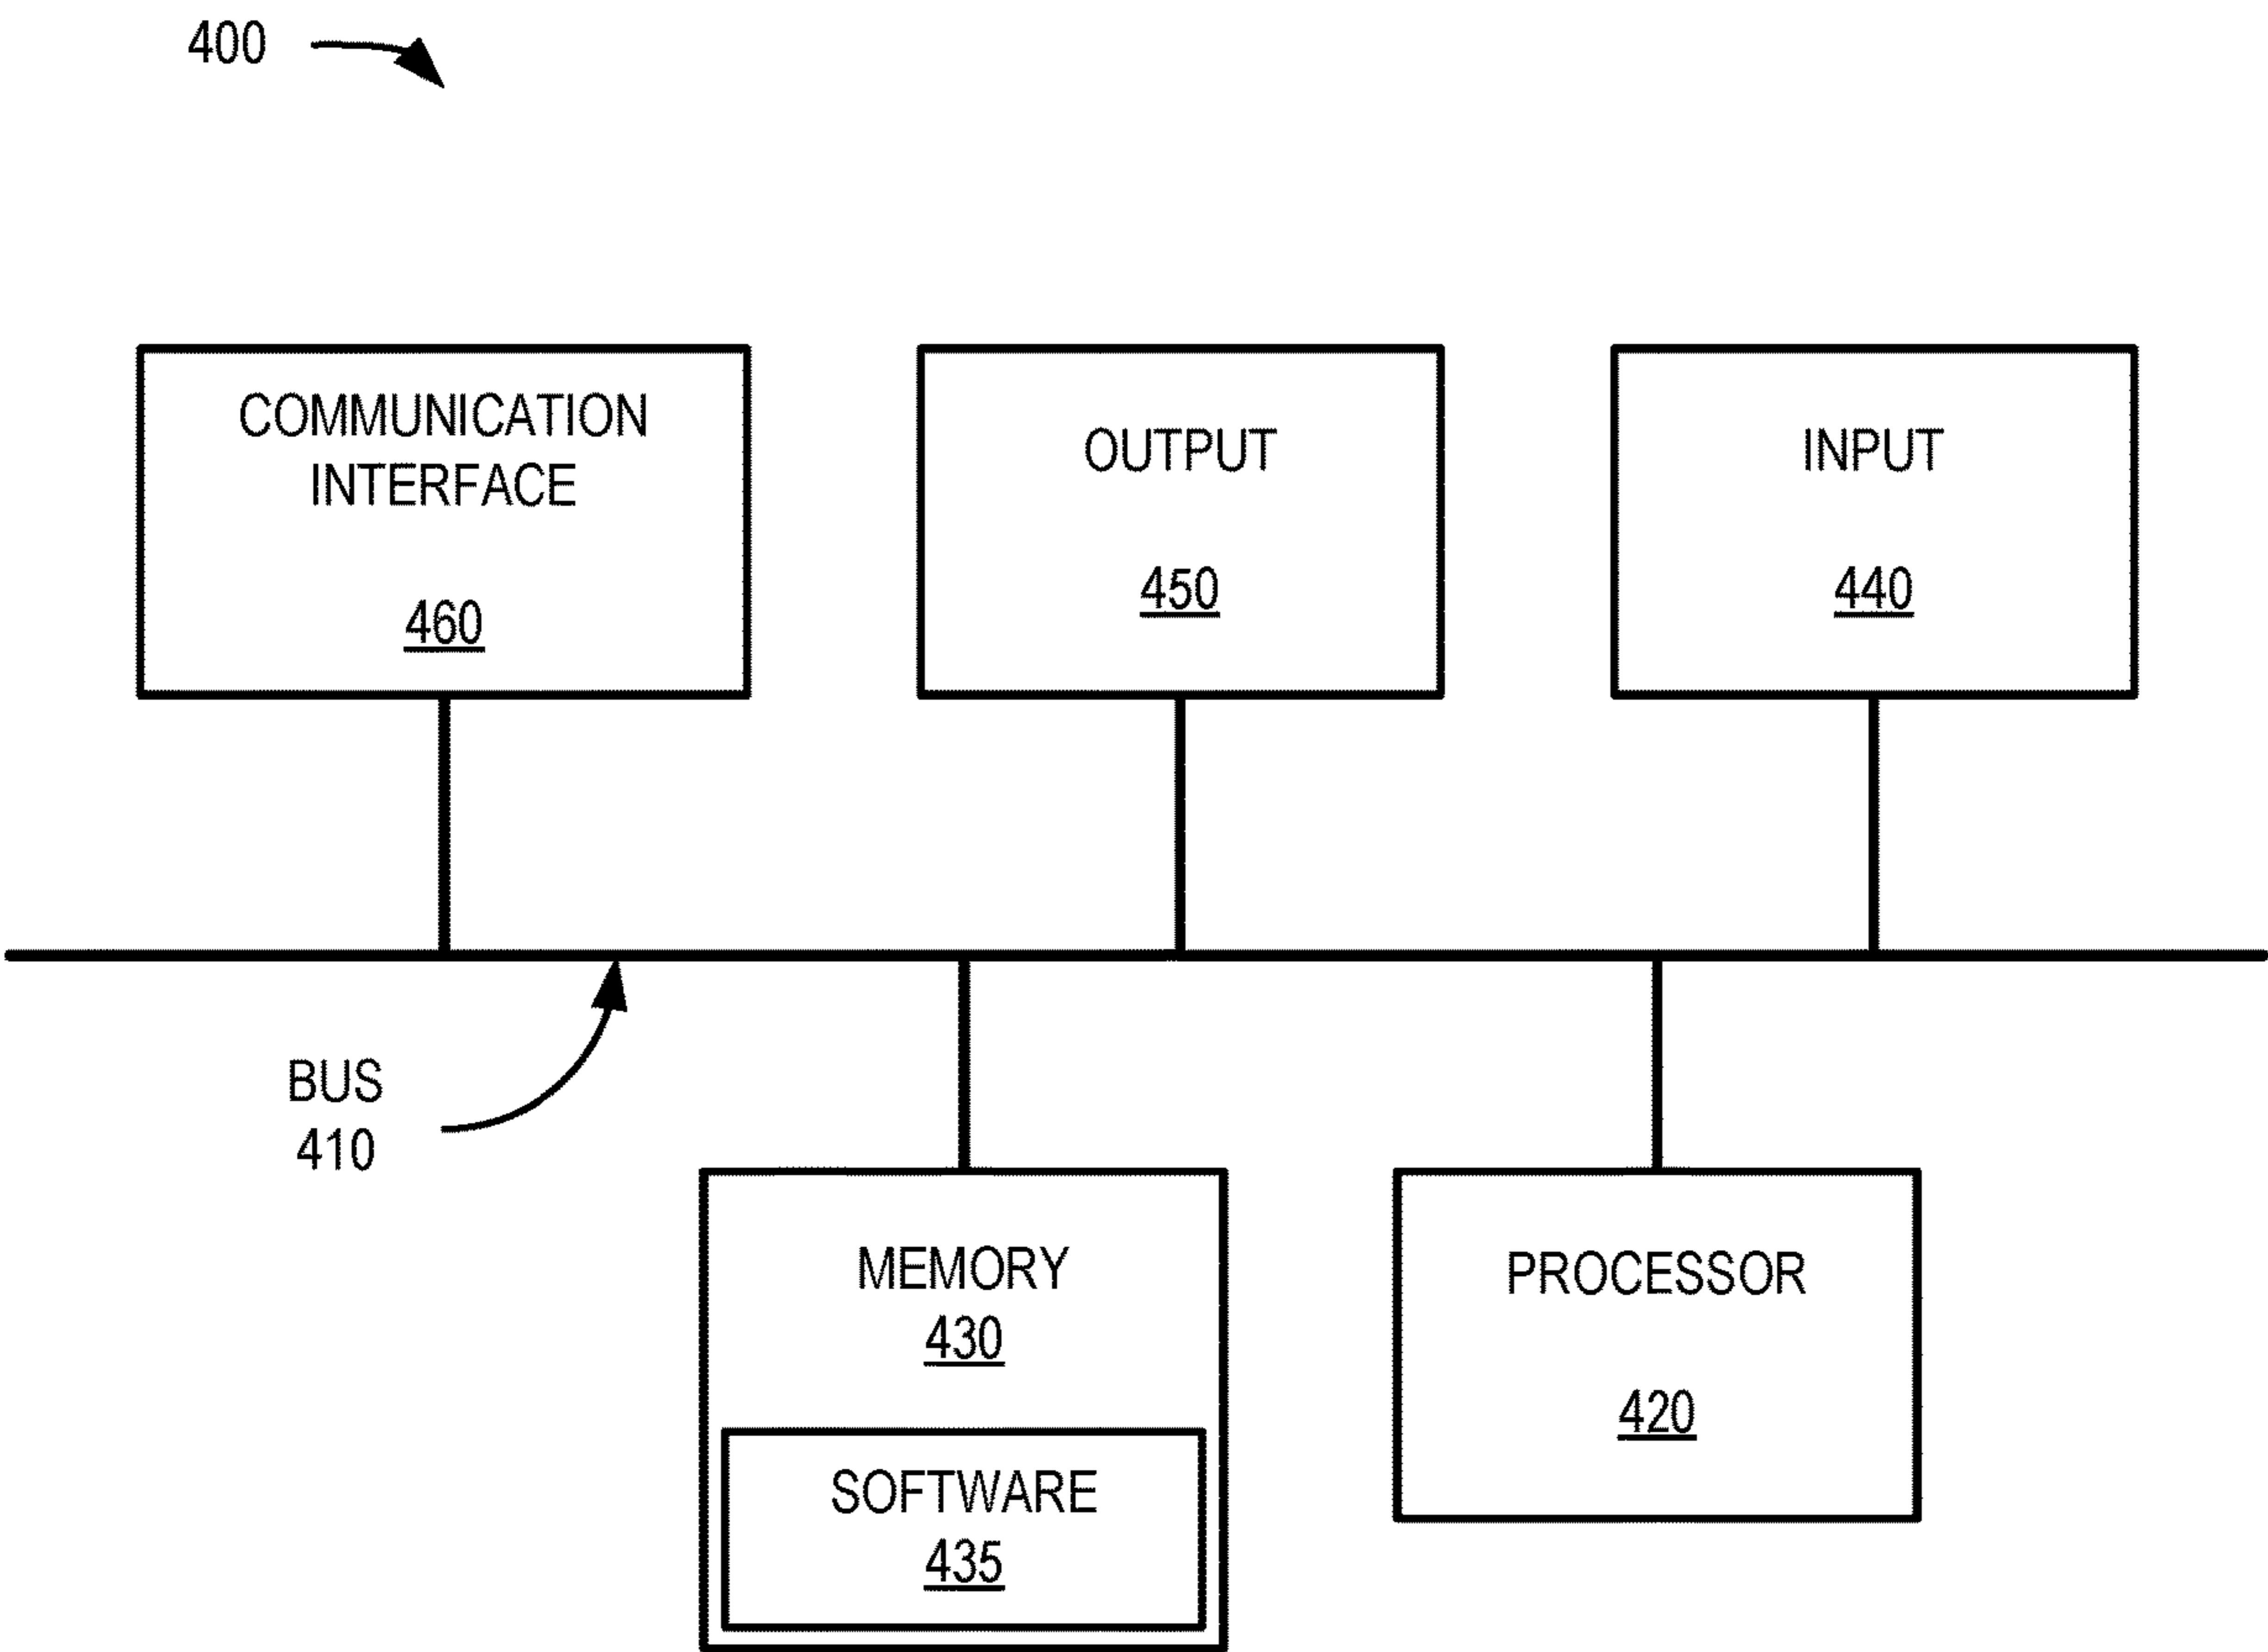 400
COMMUNICATION
INTERFACE
460
OUTPUT
450
INPUT
440
BUS
410
MEMORY
430
SOFTWARE
435
PROCESSOR
420